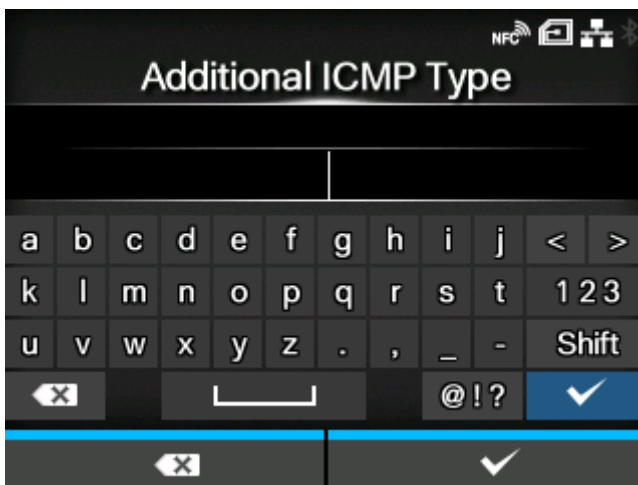 NFC
Additional ICMP Type
a b c d e f g h i j < >
k l m n o p q r s t 123
u v w x y z . , _ - Shift
@!?